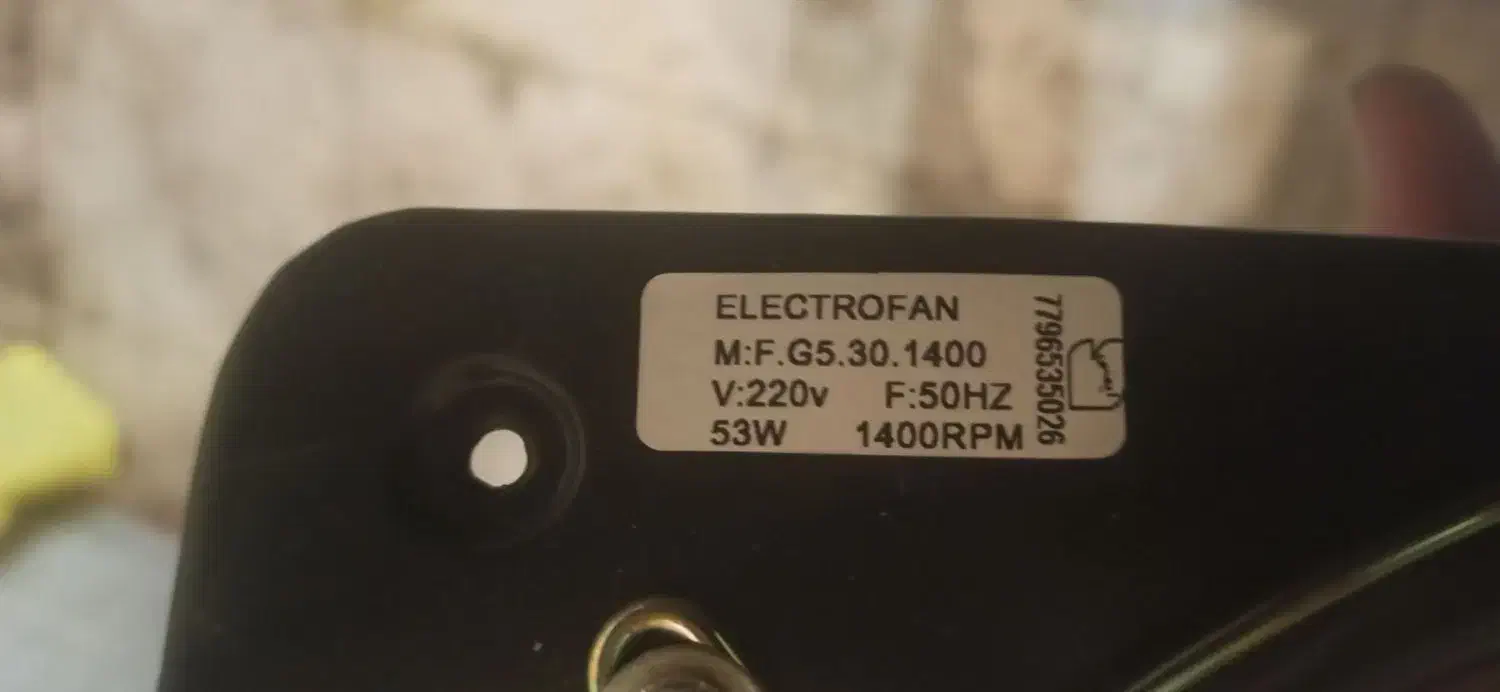 ELECTROFAN
M:F.G5.30.1400
V:220v F:50HZ
53W 1400RPM
7796535026